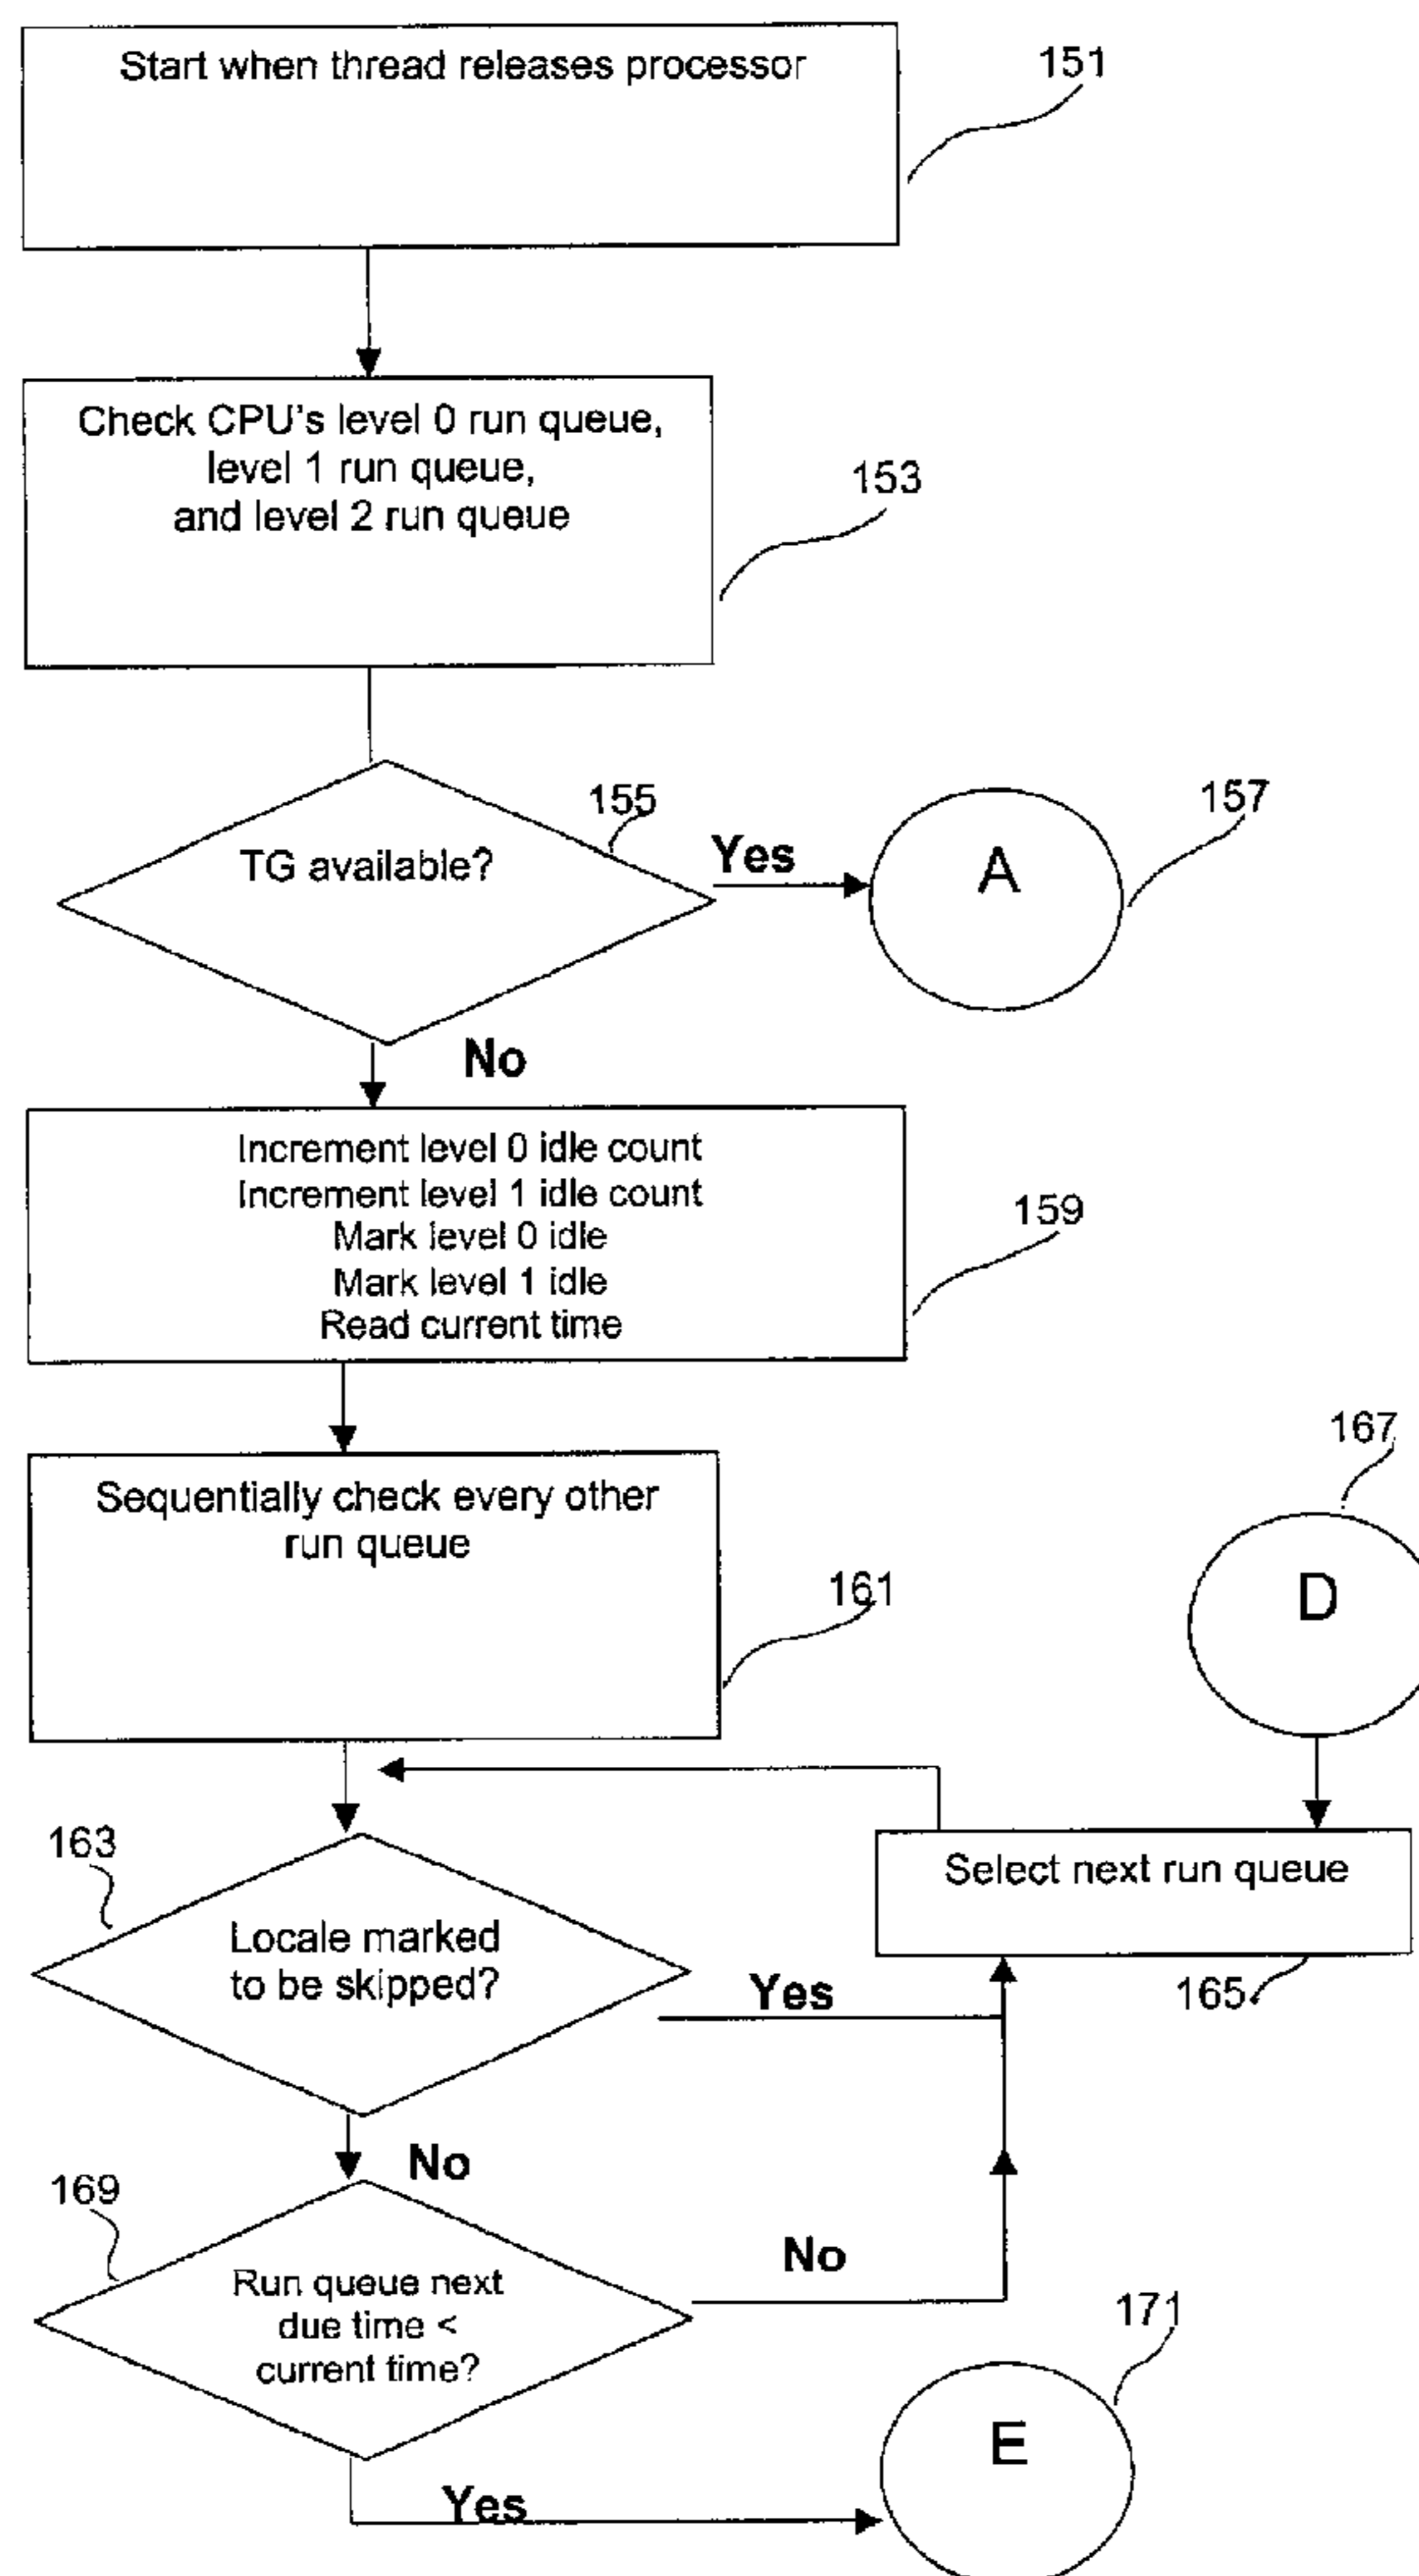 Start when thread releases processor
151
Check CPU's level 0 run queue,
level 1 run queue,
and level 2 run queue
153
155
TG available?
Yes
A
157
No
Increment level 0 idle count
Increment level 1 idle count
Mark level 0 idle
Mark level 1 idle
Read current time
159
Sequentially check every other
run queue
161
167
D
163
Locale marked
to be skipped?
Yes
Select next run queue
165
No
169
Run queue next
due time <
current time?
No
171
E
Yes